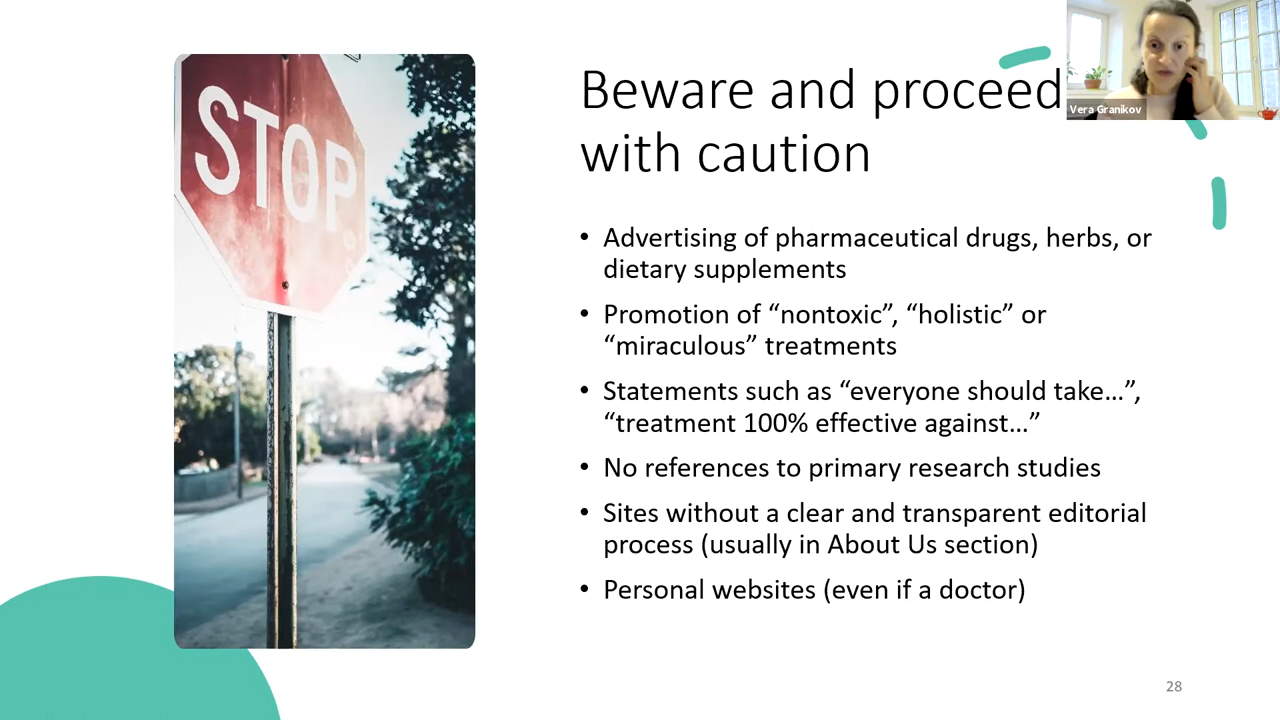 STOP
Beware and proceed
with caution
Vera Granikov
• Advertising of pharmaceutical drugs, herbs, or
dietary supplements
• Promotion of “nontoxic”, “holistic” or
“miraculous” treatments
• Statements such as “everyone should take…”,
“treatment 100% effective against…”
• No references to primary research studies
• Sites without a clear and transparent editorial
process (usually in About Us section)
• Personal websites (even if a doctor)
28